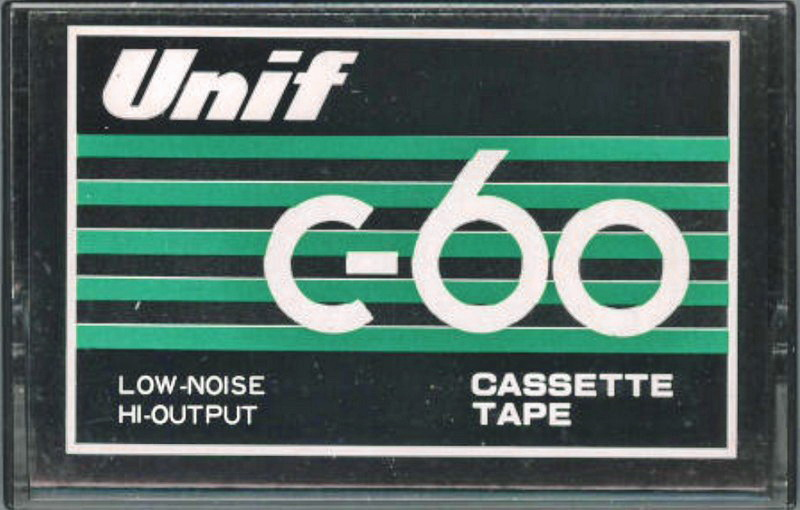 Unif
C-60
LOW-NOISE
HI-OUTPUT
CASSETTE
TAPE